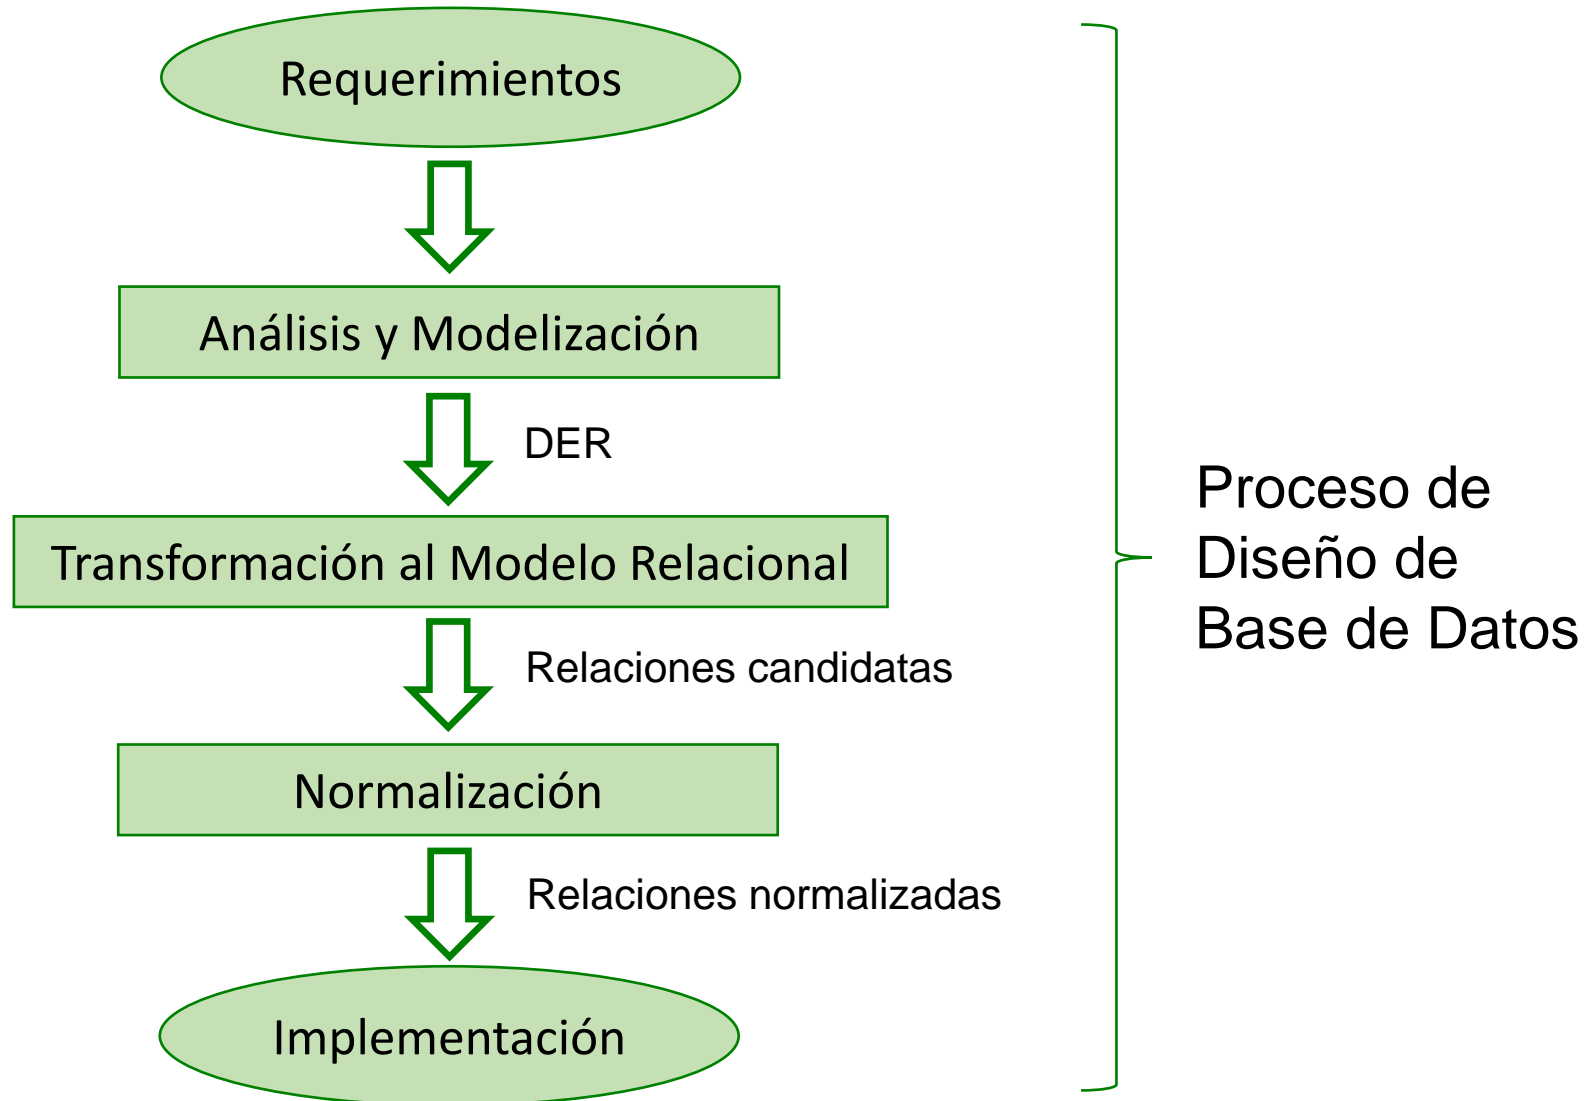 Requerimientos
Análisis y Modelización
DER
Transformación al Modelo Relacional
Relaciones candidatas
Normalización
Relaciones normalizadas
Implementación
Proceso de
Diseño de
Base de Datos